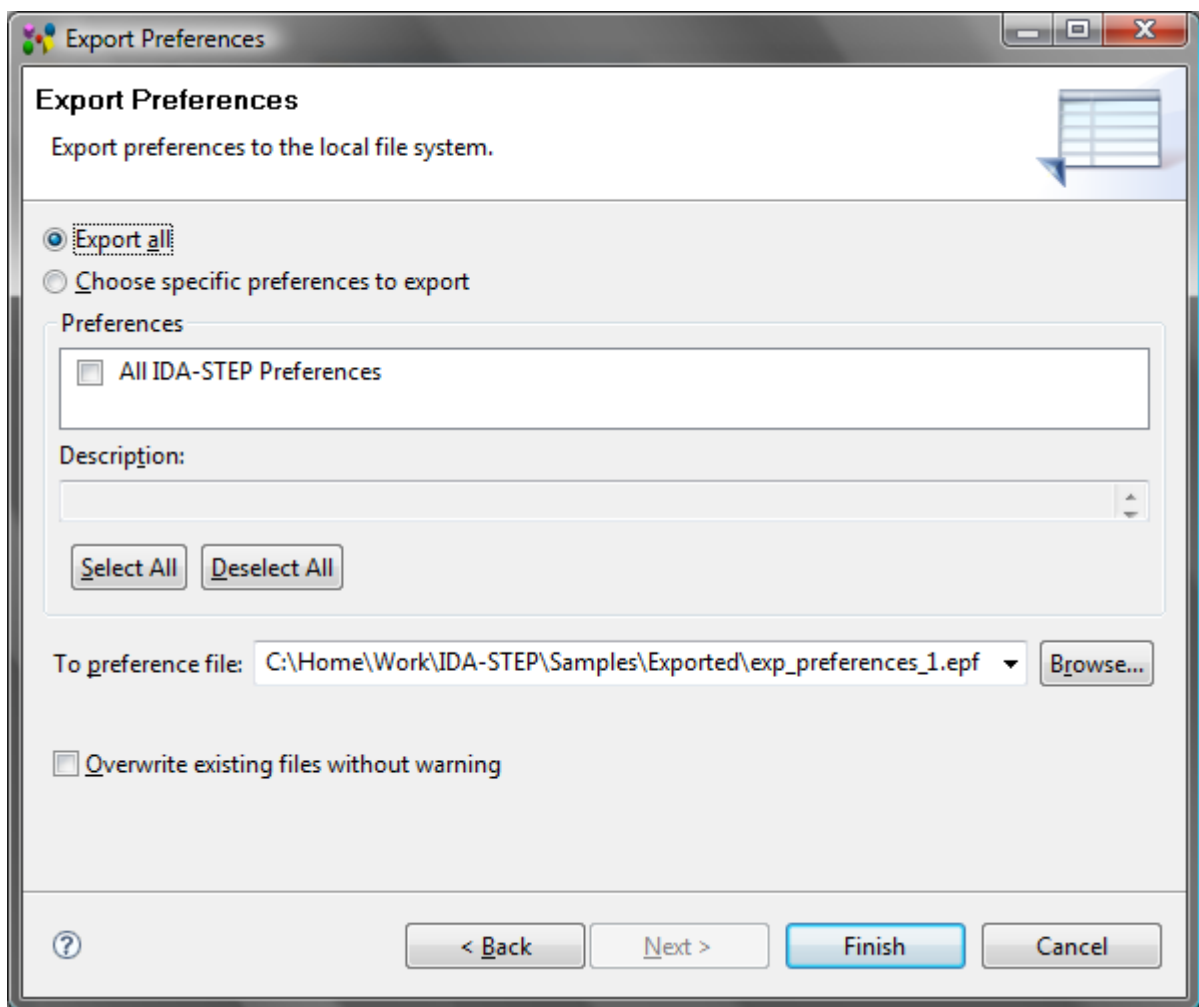 Export Preferences
Export Preferences
Export preferences to the local file system.
Export all
Choose specific preferences to export
Preferences
All IDA-STEP Preferences
Description:
Select All Deselect All
To preference file: C:\Home\Work\IDA-STEP\Samples\Exported\exp_preferences_1.epf Browse...
Overwrite existing files without warning
? < Back Next > Finish Cancel